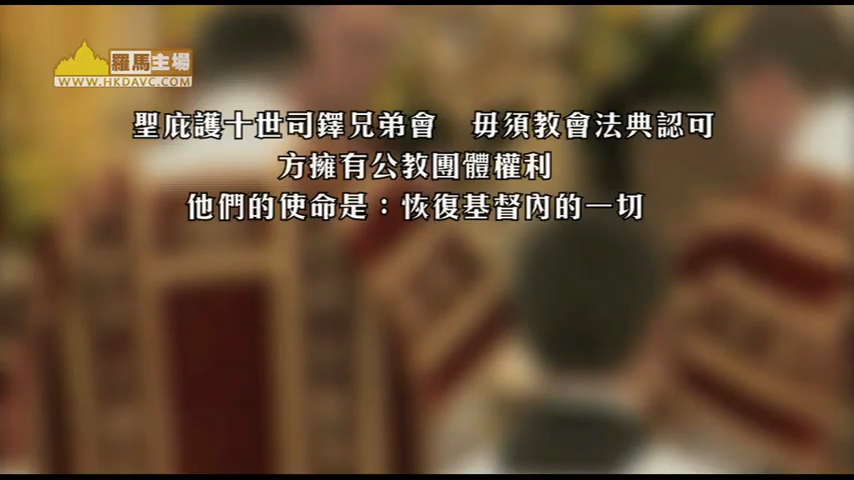 羅馬主場
WWW.HKDAVC.COM
聖庇護十世司鐸兄弟會　毋須教會法典認可
方擁有公教團體權利
他們的使命是：恢復基督內的一切